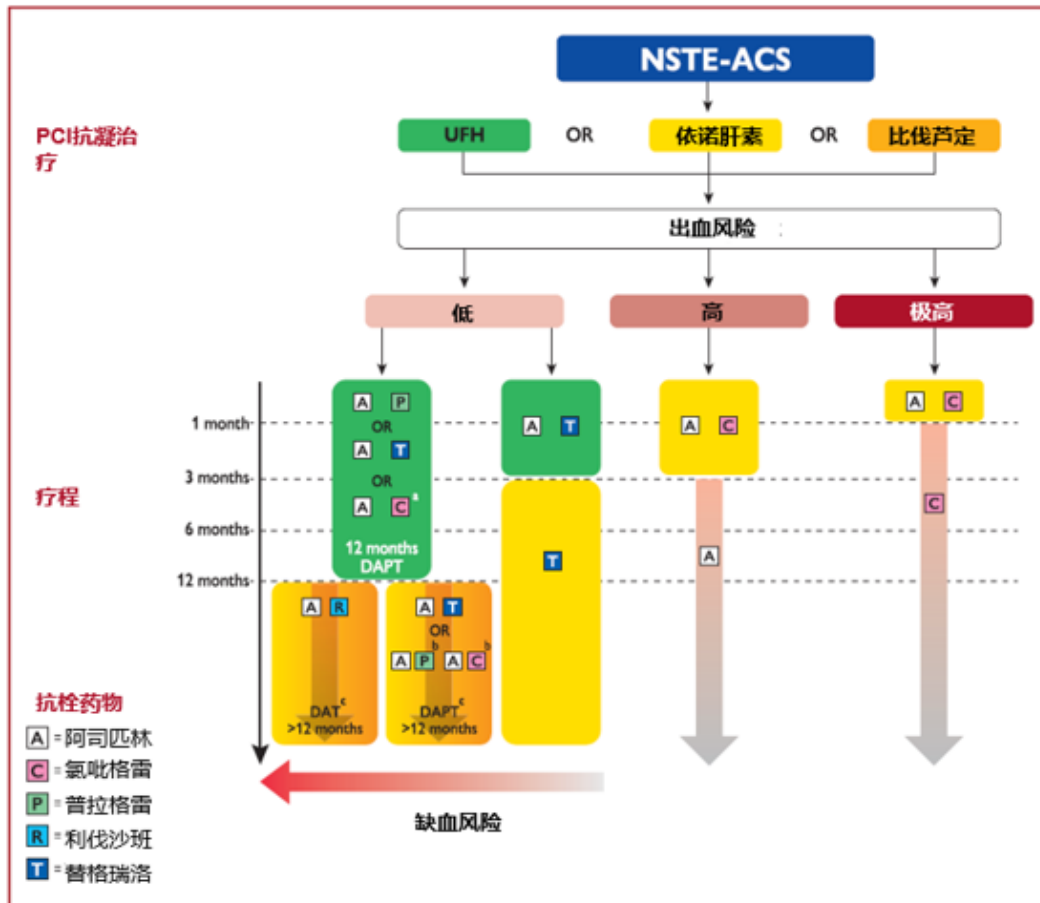 NSTE-ACS
PCI抗凝治
疗
UFH OR 依诺肝素 OR 比伐芦定
出血风险
低 高 极高
A P
1 month
OR
A T
A T
A C
A C
3 months
OR
A C a
疗程
C
6 months
12 months
DAPT
T
A
12 months
A R
A T
OR
A P b A C b
DAT c
>12 months
DAPT c
>12 months
抗栓药物
A = 阿司匹林
C = 氯吡格雷
P = 普拉格雷
R = 利伐沙班
T = 替格瑞洛
缺血风险